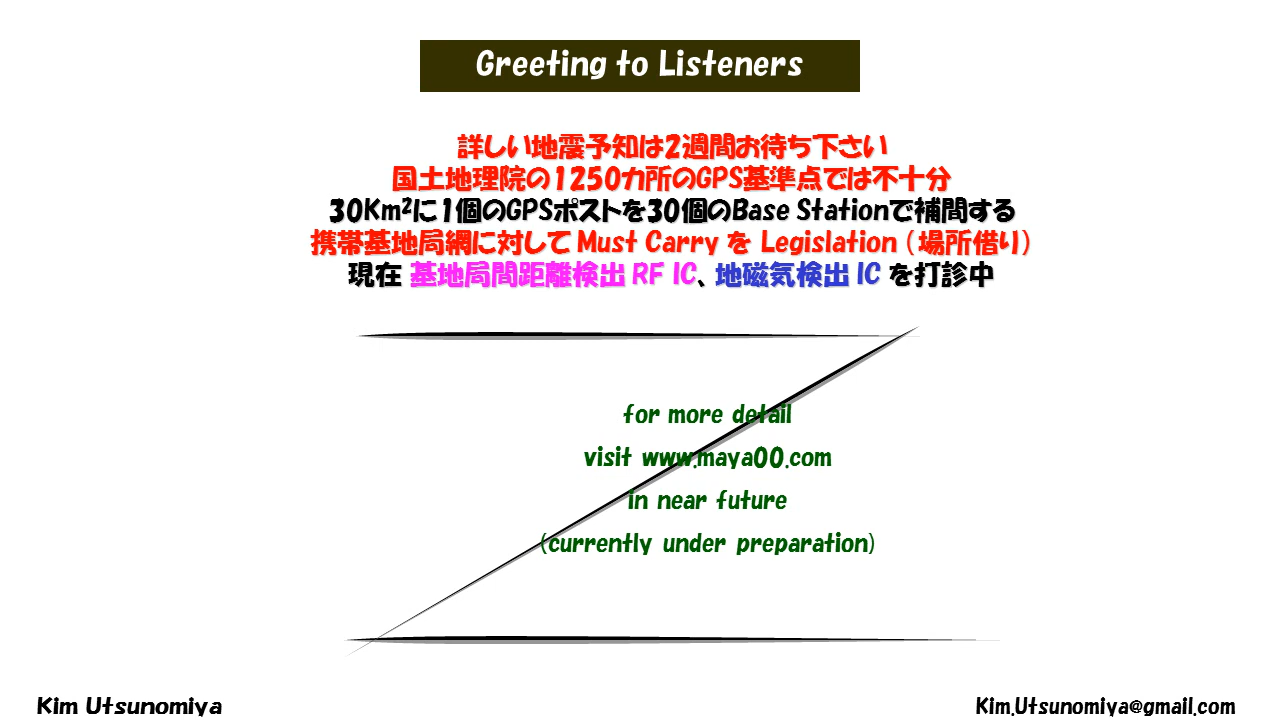 Greeting to Listeners
詳しい地震予知は2週間お待ち下さい
国土地理院の1250カ所のGPS基準点では不十分
30Km²に1個のGPSポストを30個のBase Stationで補間する
携帯基地局網に対して Must Carry を Legislation (場所借り)
現在 基地局間距離検出 RF IC、地磁気検出 IC を打診中
for more detail
visit www.maya00.com
in near future
(currently under preparation)
Kim Utsunomiya
Kim.Utsunomiya@gmail.com